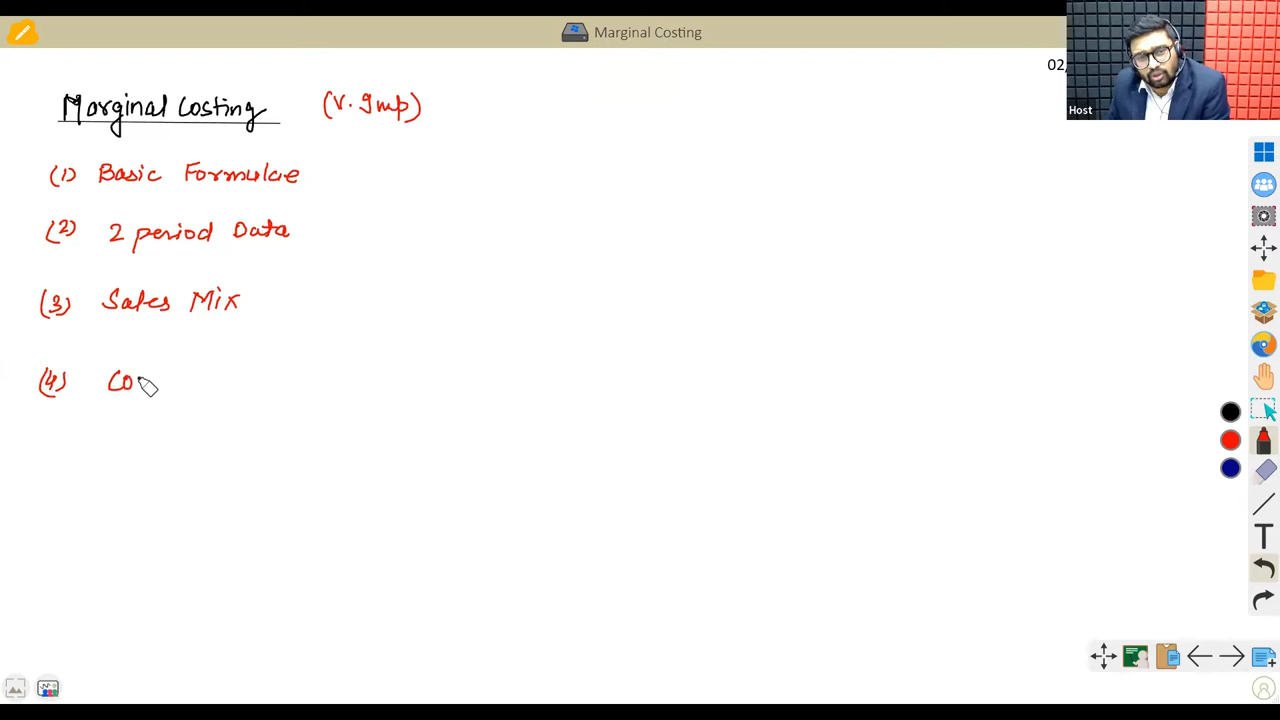 Marginal Costing
02/
Marginal Costing (V. Imp)
Host
(1) Basic Formulae
(2) 2 period Data
(3) Sales Mix
(4) Co
T